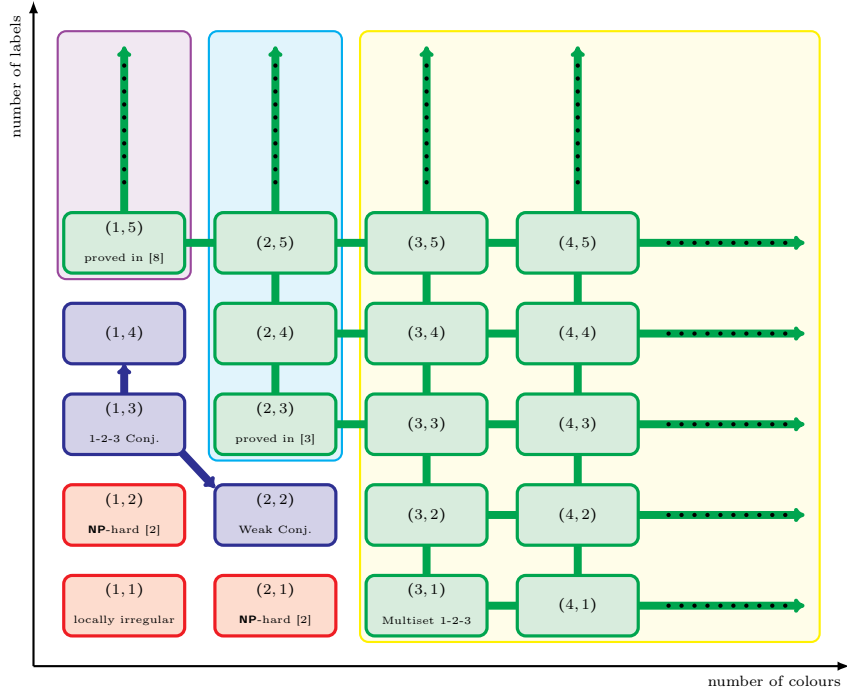 number of labels
(1, 5)
proved in [8]
(2, 5)
(3, 5)
(4, 5)
(1, 4)
(2, 4)
(3, 4)
(4, 4)
(1, 3)
1-2-3 Conj.
(2, 3)
proved in [3]
(3, 3)
(4, 3)
(1, 2)
NP-hard [2]
(2, 2)
Weak Conj.
(3, 2)
(4, 2)
(1, 1)
locally irregular
(2, 1)
NP-hard [2]
(3, 1)
Multiset 1-2-3
(4, 1)
number of colours